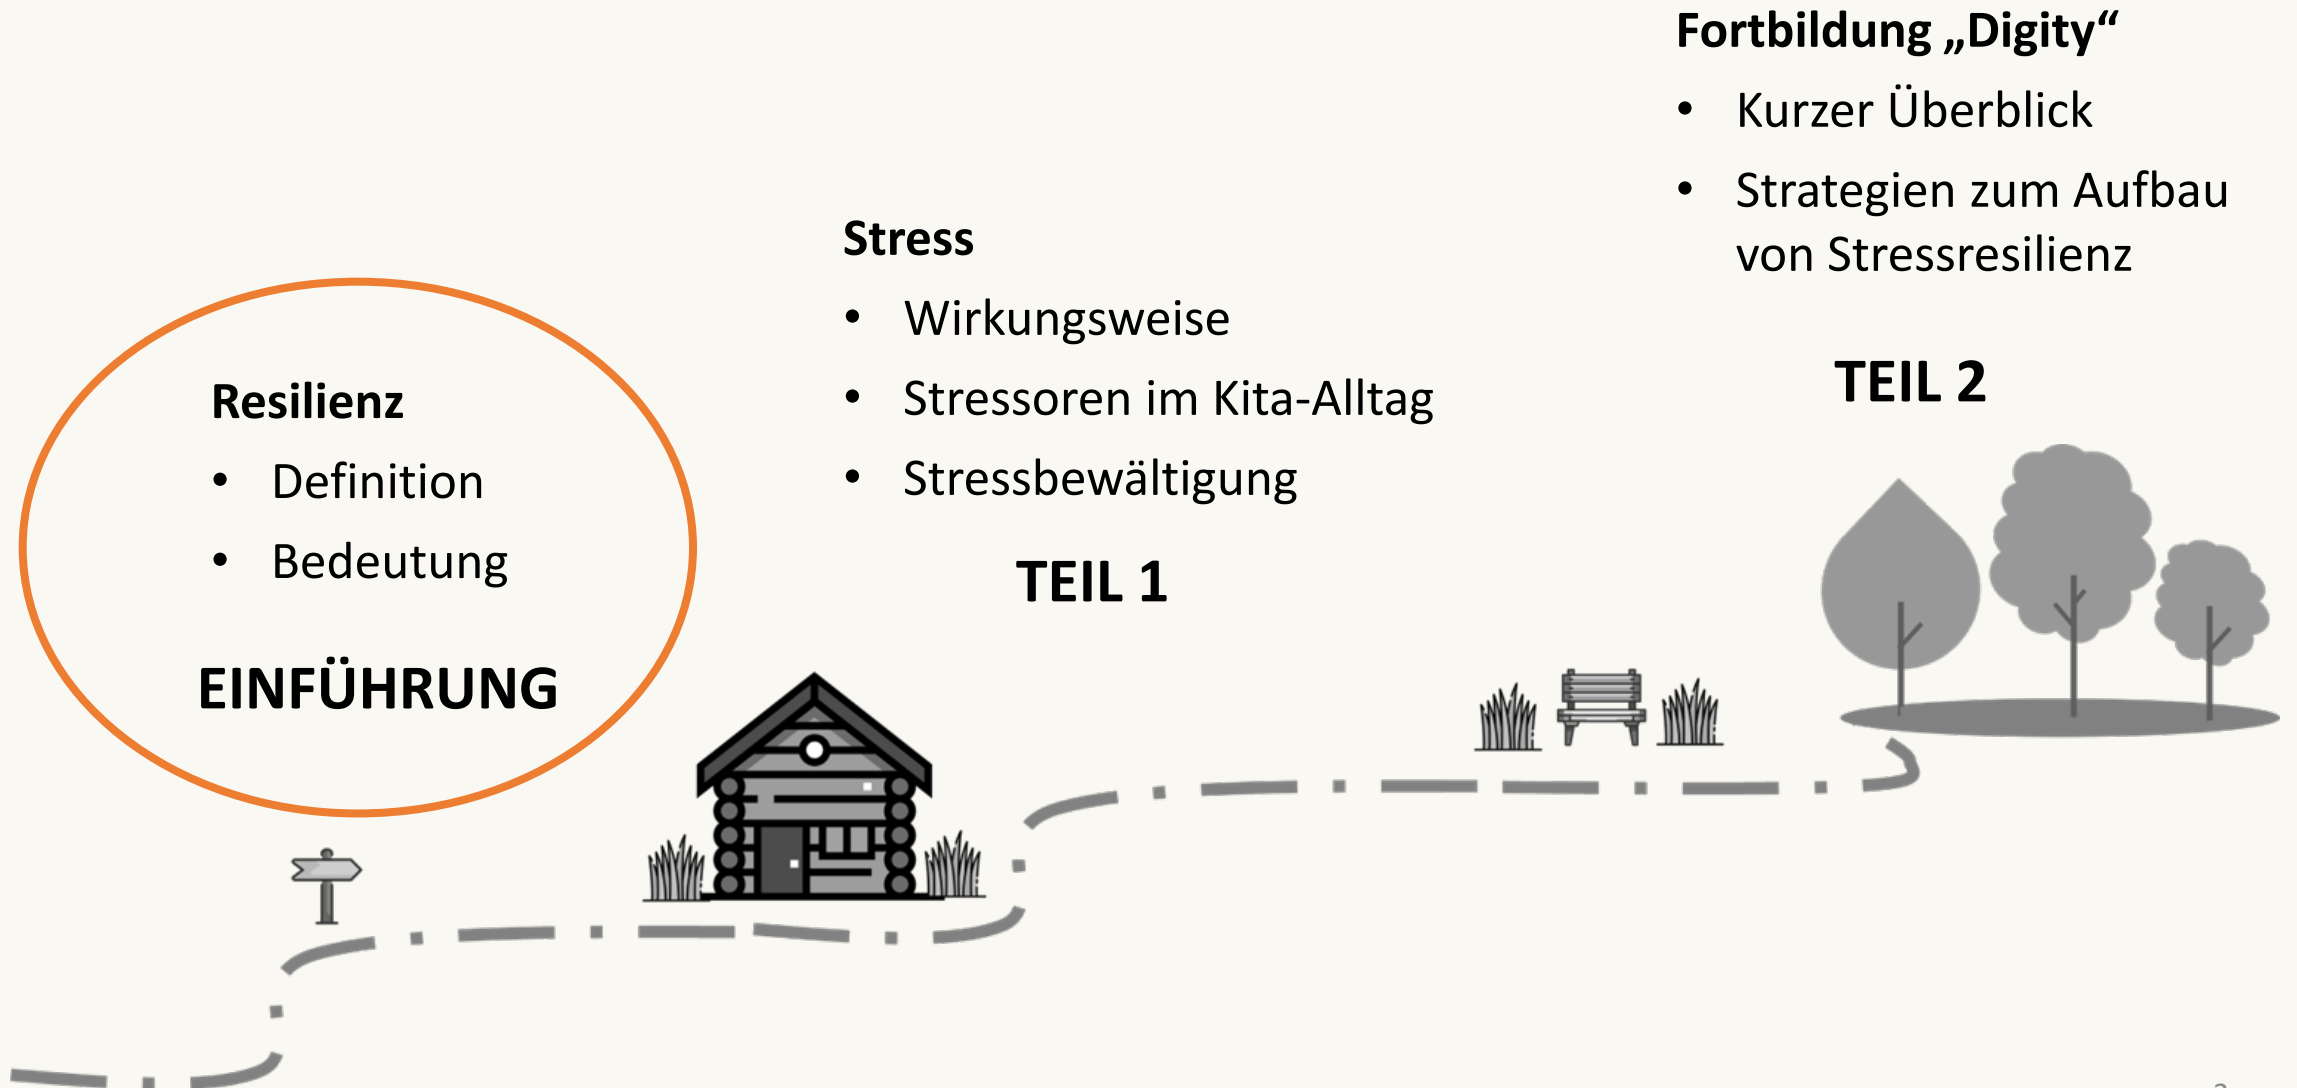 Resilienz
• Definition
• Bedeutung
EINFÜHRUNG
Stress
• Wirkungsweise
• Stressoren im Kita-Alltag
• Stressbewältigung
TEIL 1
Fortbildung „Digity“
• Kurzer Überblick
• Strategien zum Aufbau
von Stressresilienz
TEIL 2